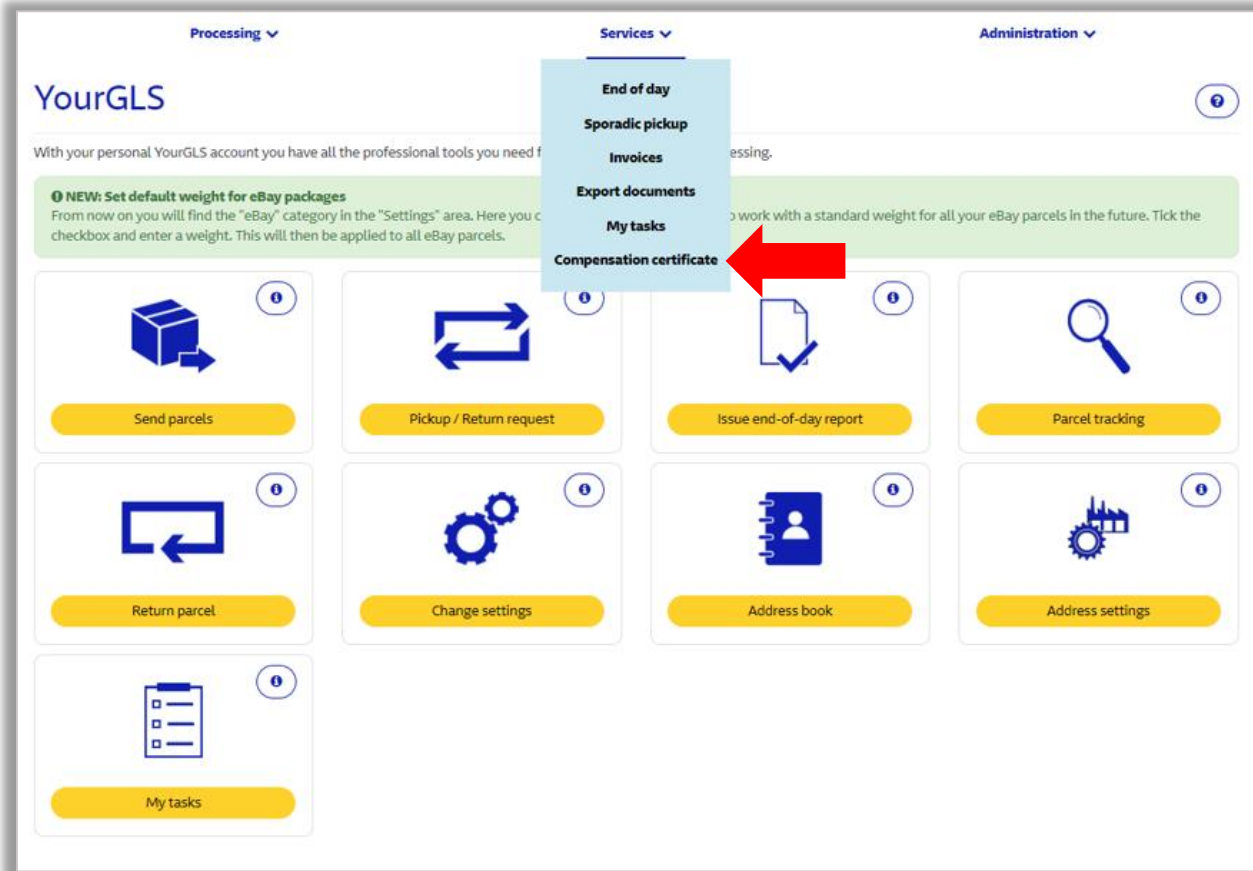 Processing
Services
Administration
YourGLS
End of day
Sporadic pickup
Invoices
Export documents
My tasks
Compensation certificate
With your personal YourGLS account you have all the professional tools you need essing.
NEW: Set default weight for eBay packages
From now on you will find the "eBay" category in the "Settings" area. Here you work with a standard weight for all your eBay parcels in the future. Tick the
checkbox and enter a weight. This will then be applied to all eBay parcels.
Send parcels
Pickup / Return request
Issue end-of-day report
Parcel tracking
Return parcel
Change settings
Address book
Address settings
My tasks